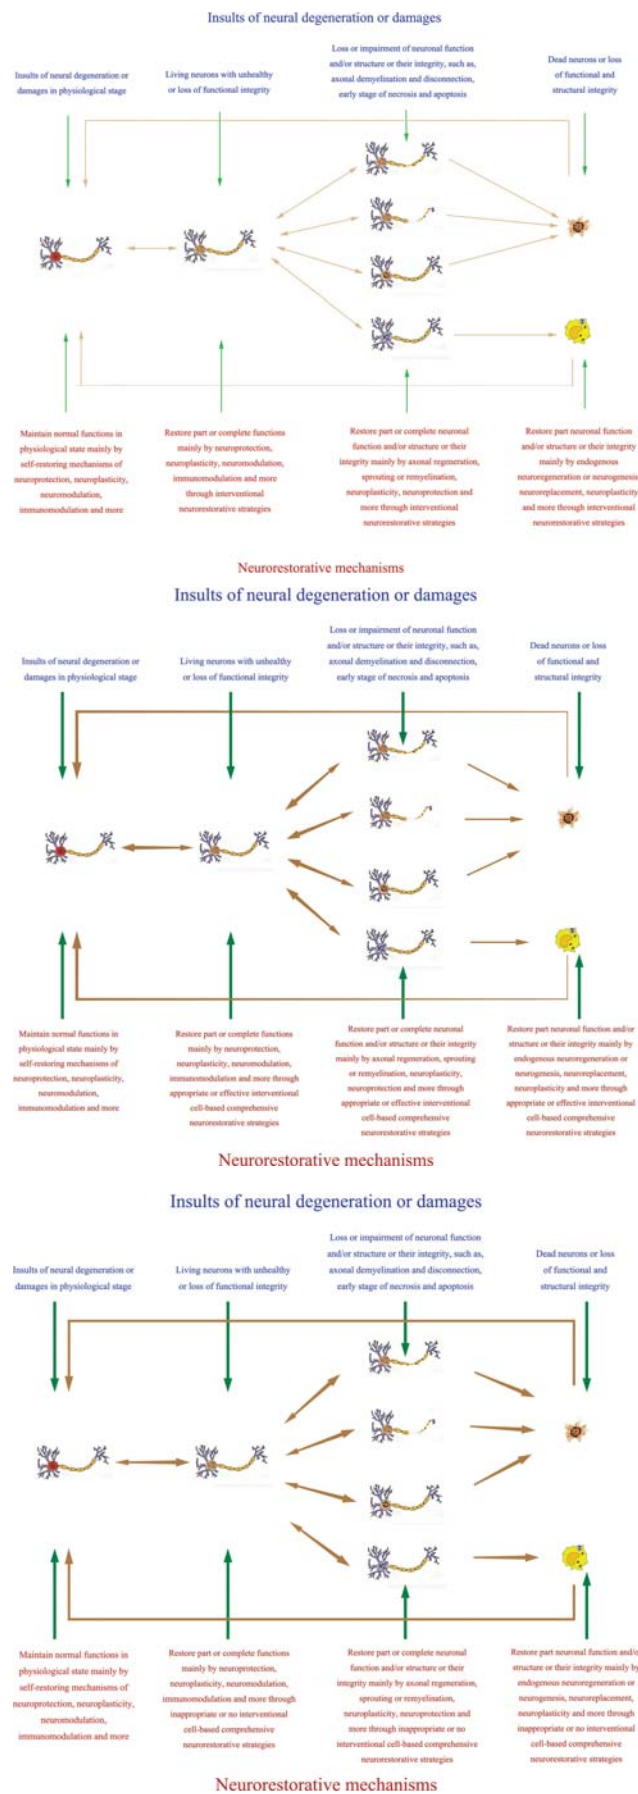 Insults of neural degeneration or damages
Insults of neural degeneration or
damages in physiological stage
Living neurons with unhealthy
or loss of functional integrity
Loss or impairment of neuronal function
and/or structure or their integrity, such as,
axonal demyelination and disconnection,
early stage of necrosis and apoptosis
Dead neurons or loss
of functional and
structural integrity
Maintain normal functions in
physiological state mainly by
self-restoring mechanisms of
neuroprotection, neuroplasticity,
neuromodulation,
immunomodulation and more
Restore part or complete functions
mainly by neuroprotection,
neuroplasticity, neuromodulation,
immunomodulation and more
through interventional
neurorestorative strategies
Restore part or complete neuronal
function and/or structure or their
integrity mainly by axonal regeneration,
sprouting or remyelination,
neuroplasticity, neuroprotection and
more through interventional
neurorestorative strategies
Restore part neuronal function
and/or structure or their integrity
mainly by endogenous
neuroregeneration or neurogenesis
neuroreplacement, neuroplasticity
and more through interventional
neurorestorative strategies
Neurorestorative mechanisms
Insults of neural degeneration or damages
Insults of neural degeneration or
damages in physiological stage
Living neurons with unhealthy
or loss of functional integrity
Loss or impairment of neuronal function
and/or structure or their integrity, such as,
axonal demyelination and disconnection,
early stage of necrosis and apoptosis
Dead neurons or loss
of functional and
structural integrity
Maintain normal functions in
physiological state mainly by
self-restoring mechanisms of
neuroprotection, neuroplasticity,
neuromodulation,
immunomodulation and more
Restore part or complete functions
mainly by neuroprotection,
neuroplasticity, neuromodulation,
immunomodulation and more through
appropriate or effective interventional
cell-based comprehensive
neurorestorative strategies
Restore part or complete neuronal
function and/or structure or their integrity
mainly by axonal regeneration, sprouting
or remyelination, neuroplasticity,
neuroprotection and more through
appropriate or effective interventional
cell-based comprehensive
neurorestorative strategies
Restore part neuronal function and/or
structure or their integrity mainly by
endogenous neuroregeneration or
neurogenesis, neuroreplacement,
neuroplasticity and more through
appropriate or effective interventional
cell-based comprehensive
neurorestorative strategies
Neurorestorative mechanisms
Insults of neural degeneration or damages
Insults of neural degeneration or
damages in physiological stage
Living neurons with unhealthy
or loss of functional integrity
Loss or impairment of neuronal function
and/or structure or their integrity, such as,
axonal demyelination and disconnection,
early stage of necrosis and apoptosis
Dead neurons or loss
of functional and
structural integrity
Maintain normal functions in
physiological state mainly by
self-restoring mechanisms of
neuroprotection, neuroplasticity,
neuromodulation,
immunomodulation and more
Restore part or complete functions
mainly by neuroprotection,
neuroplasticity, neuromodulation,
immunomodulation and more through
inappropriate or no interventional
cell-based comprehensive
neurorestorative strategies
Restore part or complete neuronal
function and/or structure or their
integrity mainly by axonal regeneration,
sprouting or remyelination,
neuroplasticity, neuroprotection and
more through inappropriate or no
interventional cell-based comprehensive
neurorestorative strategies
Restore part neuronal function and/or
structure or their integrity mainly by
endogenous neuroregeneration or
neurogenesis, neuroreplacement,
neuroplasticity and more through
inappropriate or no interventional
cell-based comprehensive
neurorestorative strategies
Neurorestorative mechanisms